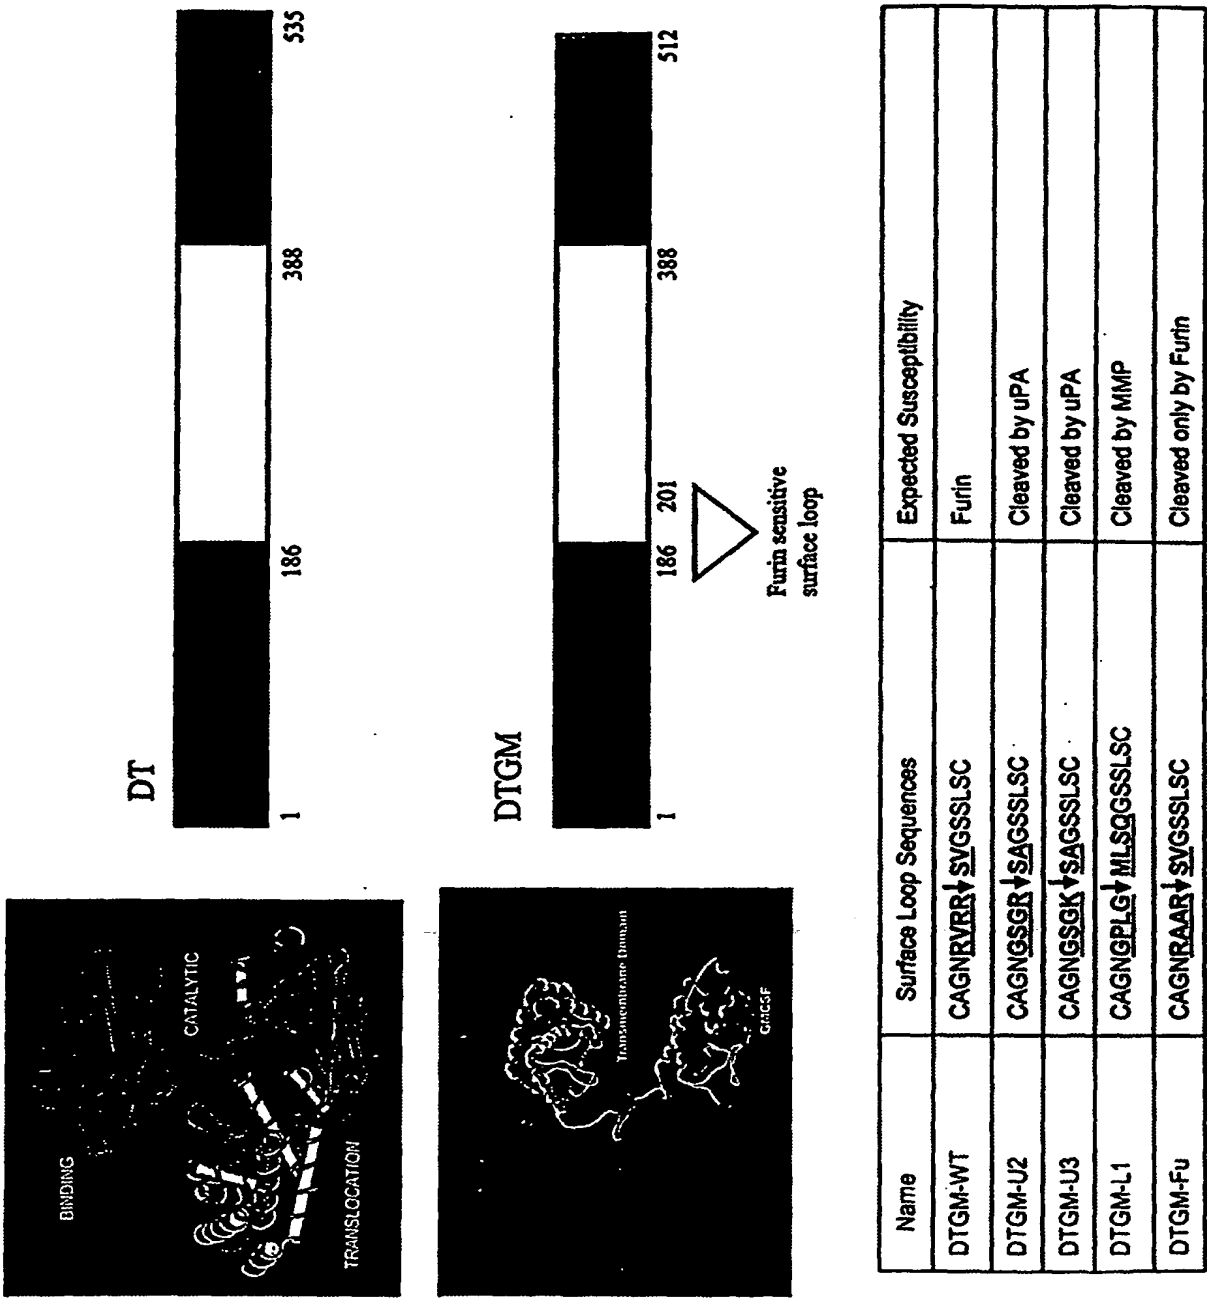 BINDING
CATALYTIC
TRANSLOCATION
DT
1
186
388
535
Transmembrane Domain
GMCSF
DTGM
1
186
201
388
512
Furin sensitive
surface loop
Name
Surface Loop Sequences
Expected Susceptibility
DTGM-WT
CAGNRVRR↓SVGSSLSC
Furin
DTGM-U2
CAGNGSGR↓SAGSSLSC
Cleaved by uPA
DTGM-U3
CAGNGSGK↓SAGSSLSC
Cleaved by uPA
DTGM-L1
CAGNGPLG↓MLSQGSSLSC
Cleaved by MMP
DTGM-Fu
CAGNRAAR↓SVGSSLSC
Cleaved only by Furin